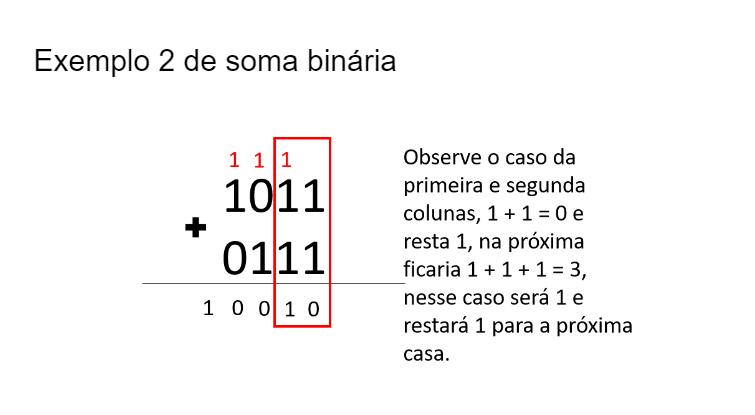 Exemplo 2 de soma binária
1 1 1
1011
+
0111
1 0 0 1 0
Observe o caso da
primeira e segunda
colunas, 1 + 1 = 0 e
resta 1, na próxima
ficaria 1 + 1 + 1 = 3,
nesse caso será 1 e
restará 1 para a próxima
casa.